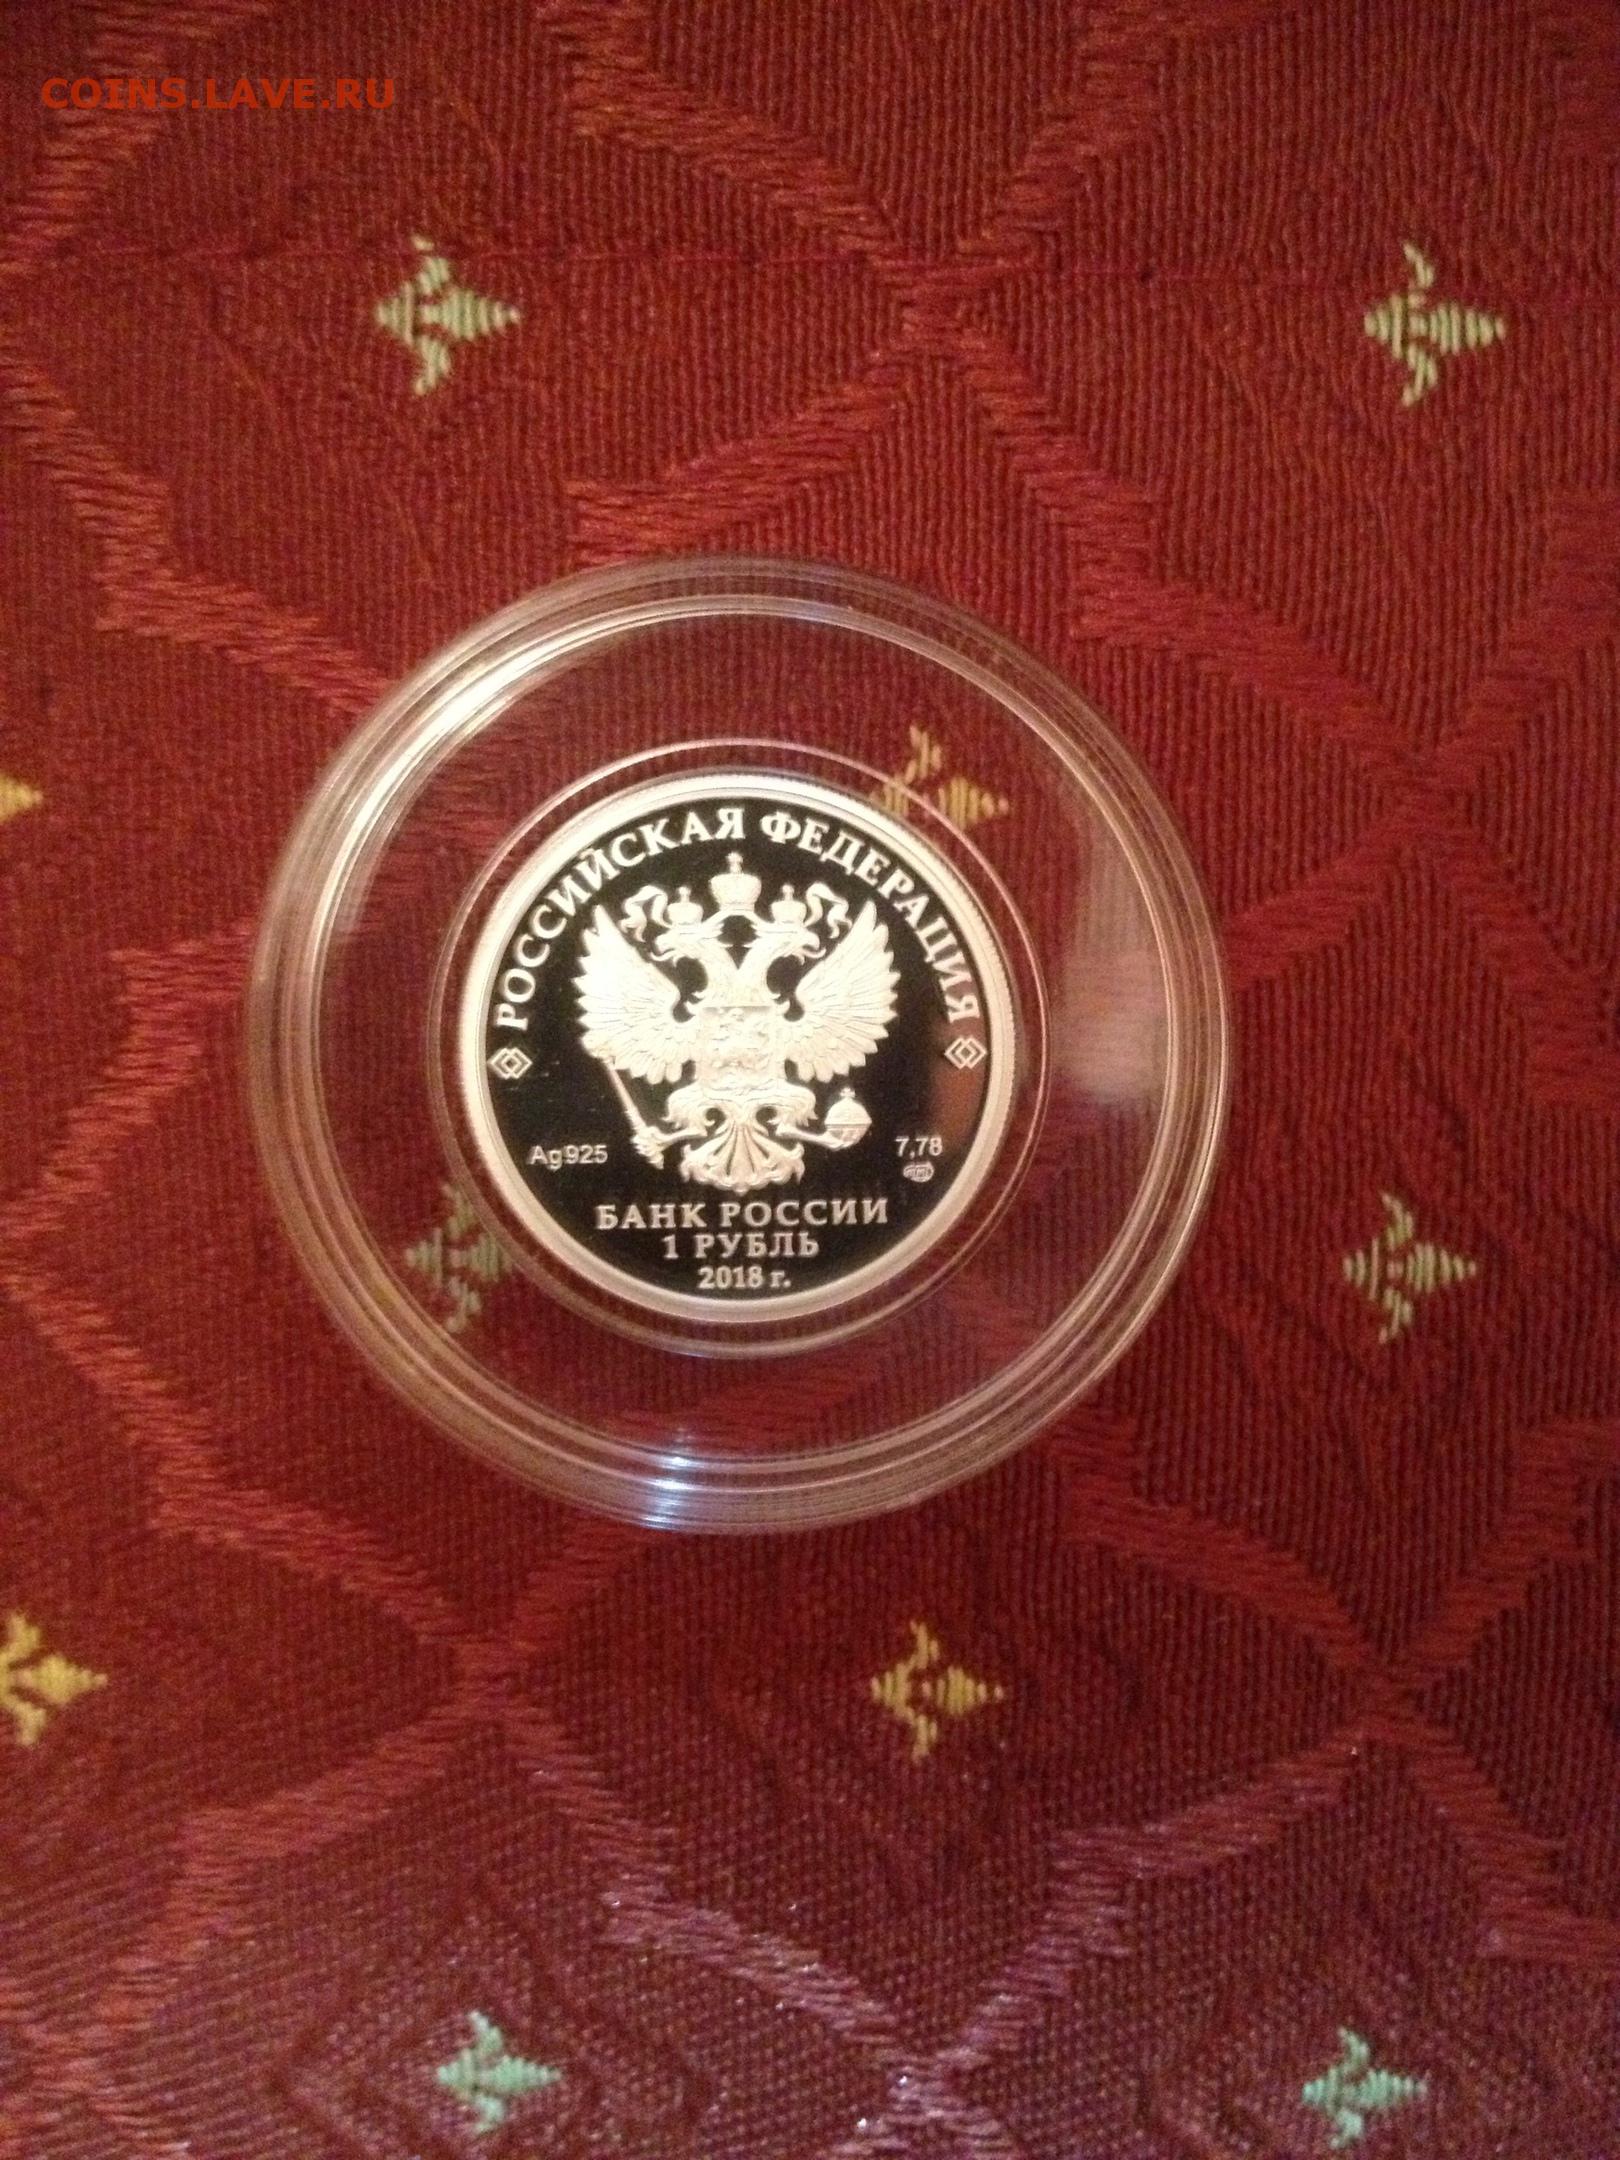 COINS.LAVE.RU
РОССИЙСКАЯ ФЕДЕРАЦИЯ
Ag925
7,78
БАНК РОССИИ
1 РУБЛЬ
2018 г.